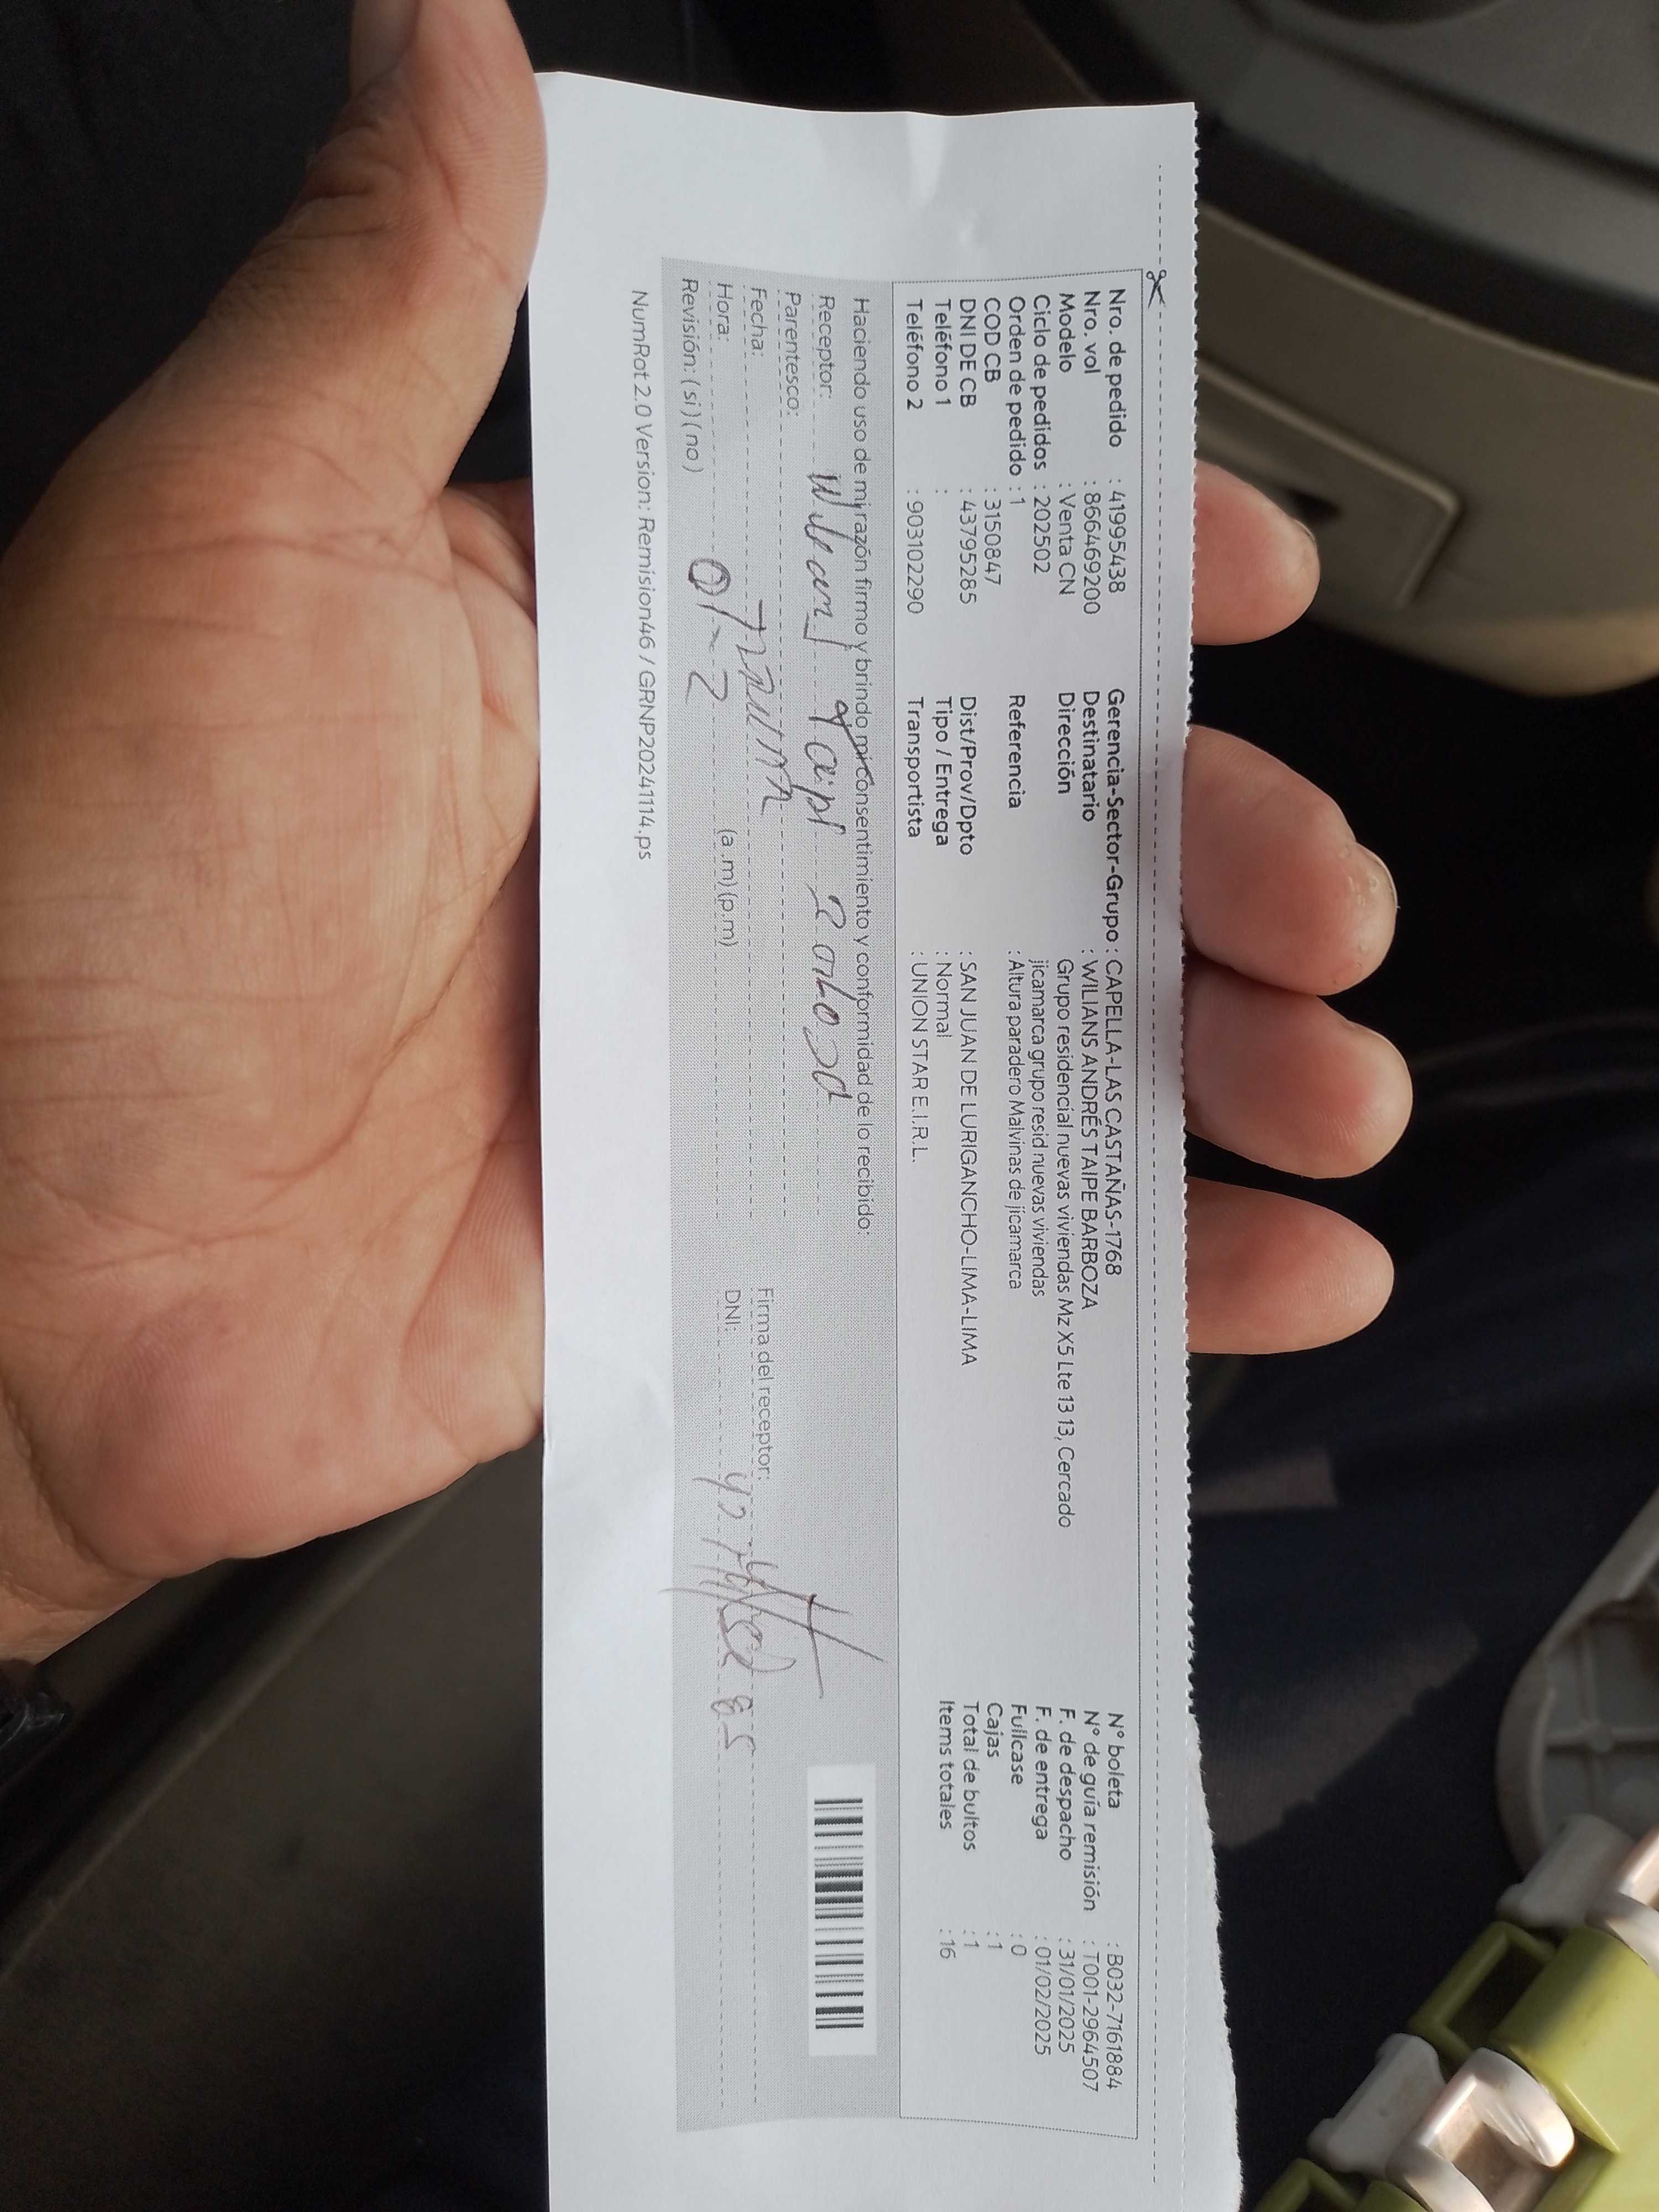 Nro. de pedido : 41995438 Gerencia-Sector-Grupo : CAPELLA-LAS CASTAÑAS-1768 N° boleta : B032-7161884
Nro. vol : 866469200 Destinatario : WILIANS ANDRÉS TAIPE BARBOZA N° de guía remisión : T001-2964507
Modelo : Venta CN Dirección Grupo residencial nuevas viviendas Mz X5 Lte 13 13, Cercado F. de despacho : 31/01/2025
Ciclo de pedidos : 202502 jicamarca grupo resid nuevas viviendas F. de entrega : 01/02/2025
Orden de pedido : 1 Referencia : Altura paradero Malvinas de jicamarca Fullcase : 0
COD CB : 3150847 Cajas : 1
DNI DE CB : 43795285 Dist/Prov/Dpto : SAN JUAN DE LURIGANCHO-LIMA-LIMA Total de bultos : 1
Teléfono 1 : Tipo / Entrega : Normal Items totales : 16
Teléfono 2 : 903102290 Transportista : UNION STAR E.I.R.L.
Haciendo uso de mi razón firmo y brindo mi consentimiento y conformidad de lo recibido:
Receptor:
Parentesco:
Fecha: Firma del receptor:
Hora: (a.m)(p.m) DNI: 85
Revisión: (si) (no) 01-2
NumRot 2.0 Version: Remision46 / GRNP20241114.ps